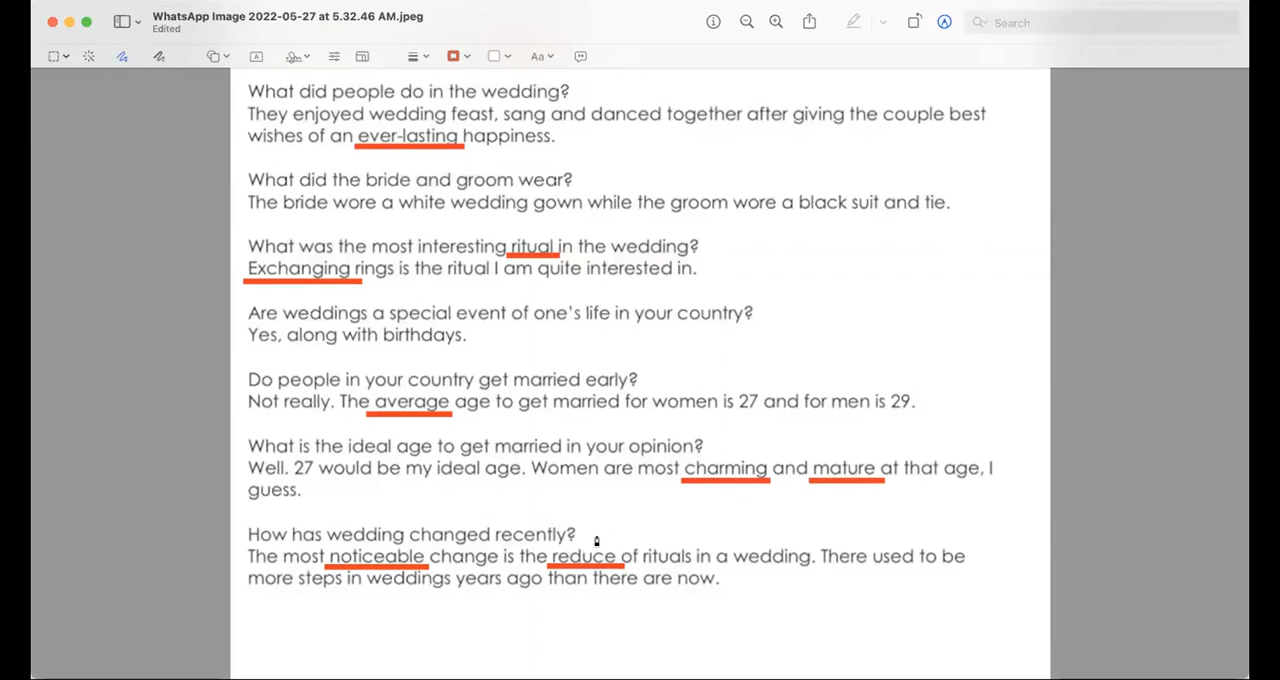 WhatsApp Image 2022-05-27 at 5.32.46 AM.jpeg
Edited
Search
Aa
What did people do in the wedding?
They enjoyed wedding feast, sang and danced together after giving the couple best
wishes of an ever-lasting happiness.
What did the bride and groom wear?
The bride wore a white wedding gown while the groom wore a black suit and tie.
What was the most interesting ritual in the wedding?
Exchanging rings is the ritual I am quite interested in.
Are weddings a special event of one's life in your country?
Yes, along with birthdays.
Do people in your country get married early?
Not really. The average age to get married for women is 27 and for men is 29.
What is the ideal age to get married in your opinion?
Well. 27 would be my ideal age. Women are most charming and mature at that age, I
guess.
How has wedding changed recently?
The most noticeable change is the reduce of rituals in a wedding. There used to be
more steps in weddings years ago than there are now.